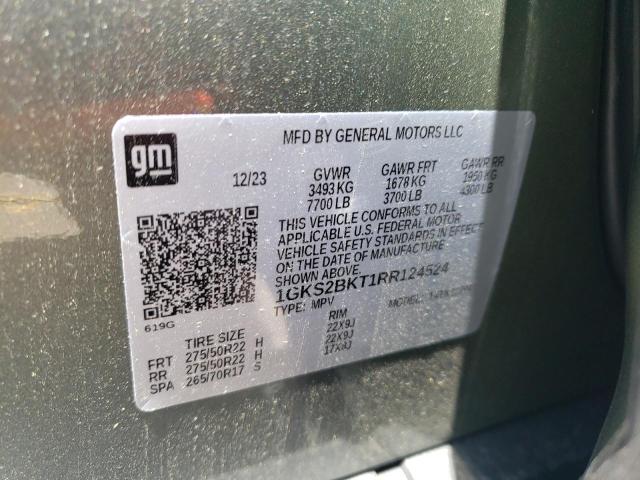 gm
MFD BY GENERAL MOTORS LLC
12/23 GVWR GAWR FRT GAWR RR
3493 KG 1678 KG 1950 KG
7700 LB 3700 LB 4300 LB
THIS VEHICLE CONFORMS TO ALL
APPLICABLE U.S. FEDERAL MOTOR
VEHICLE SAFETY STANDARDS IN EFFECT
ON THE DATE OF MANUFACTURE
SHOWN ABOVE.
1GKS2BKT1RR124524
TYPE: MPV MODEL:
619G
TIRE SIZE RIM
FRT 275/50R22 H 22X9J
RR 275/50R22 H 22X9J
SPA 265/70R17 S 17X8J